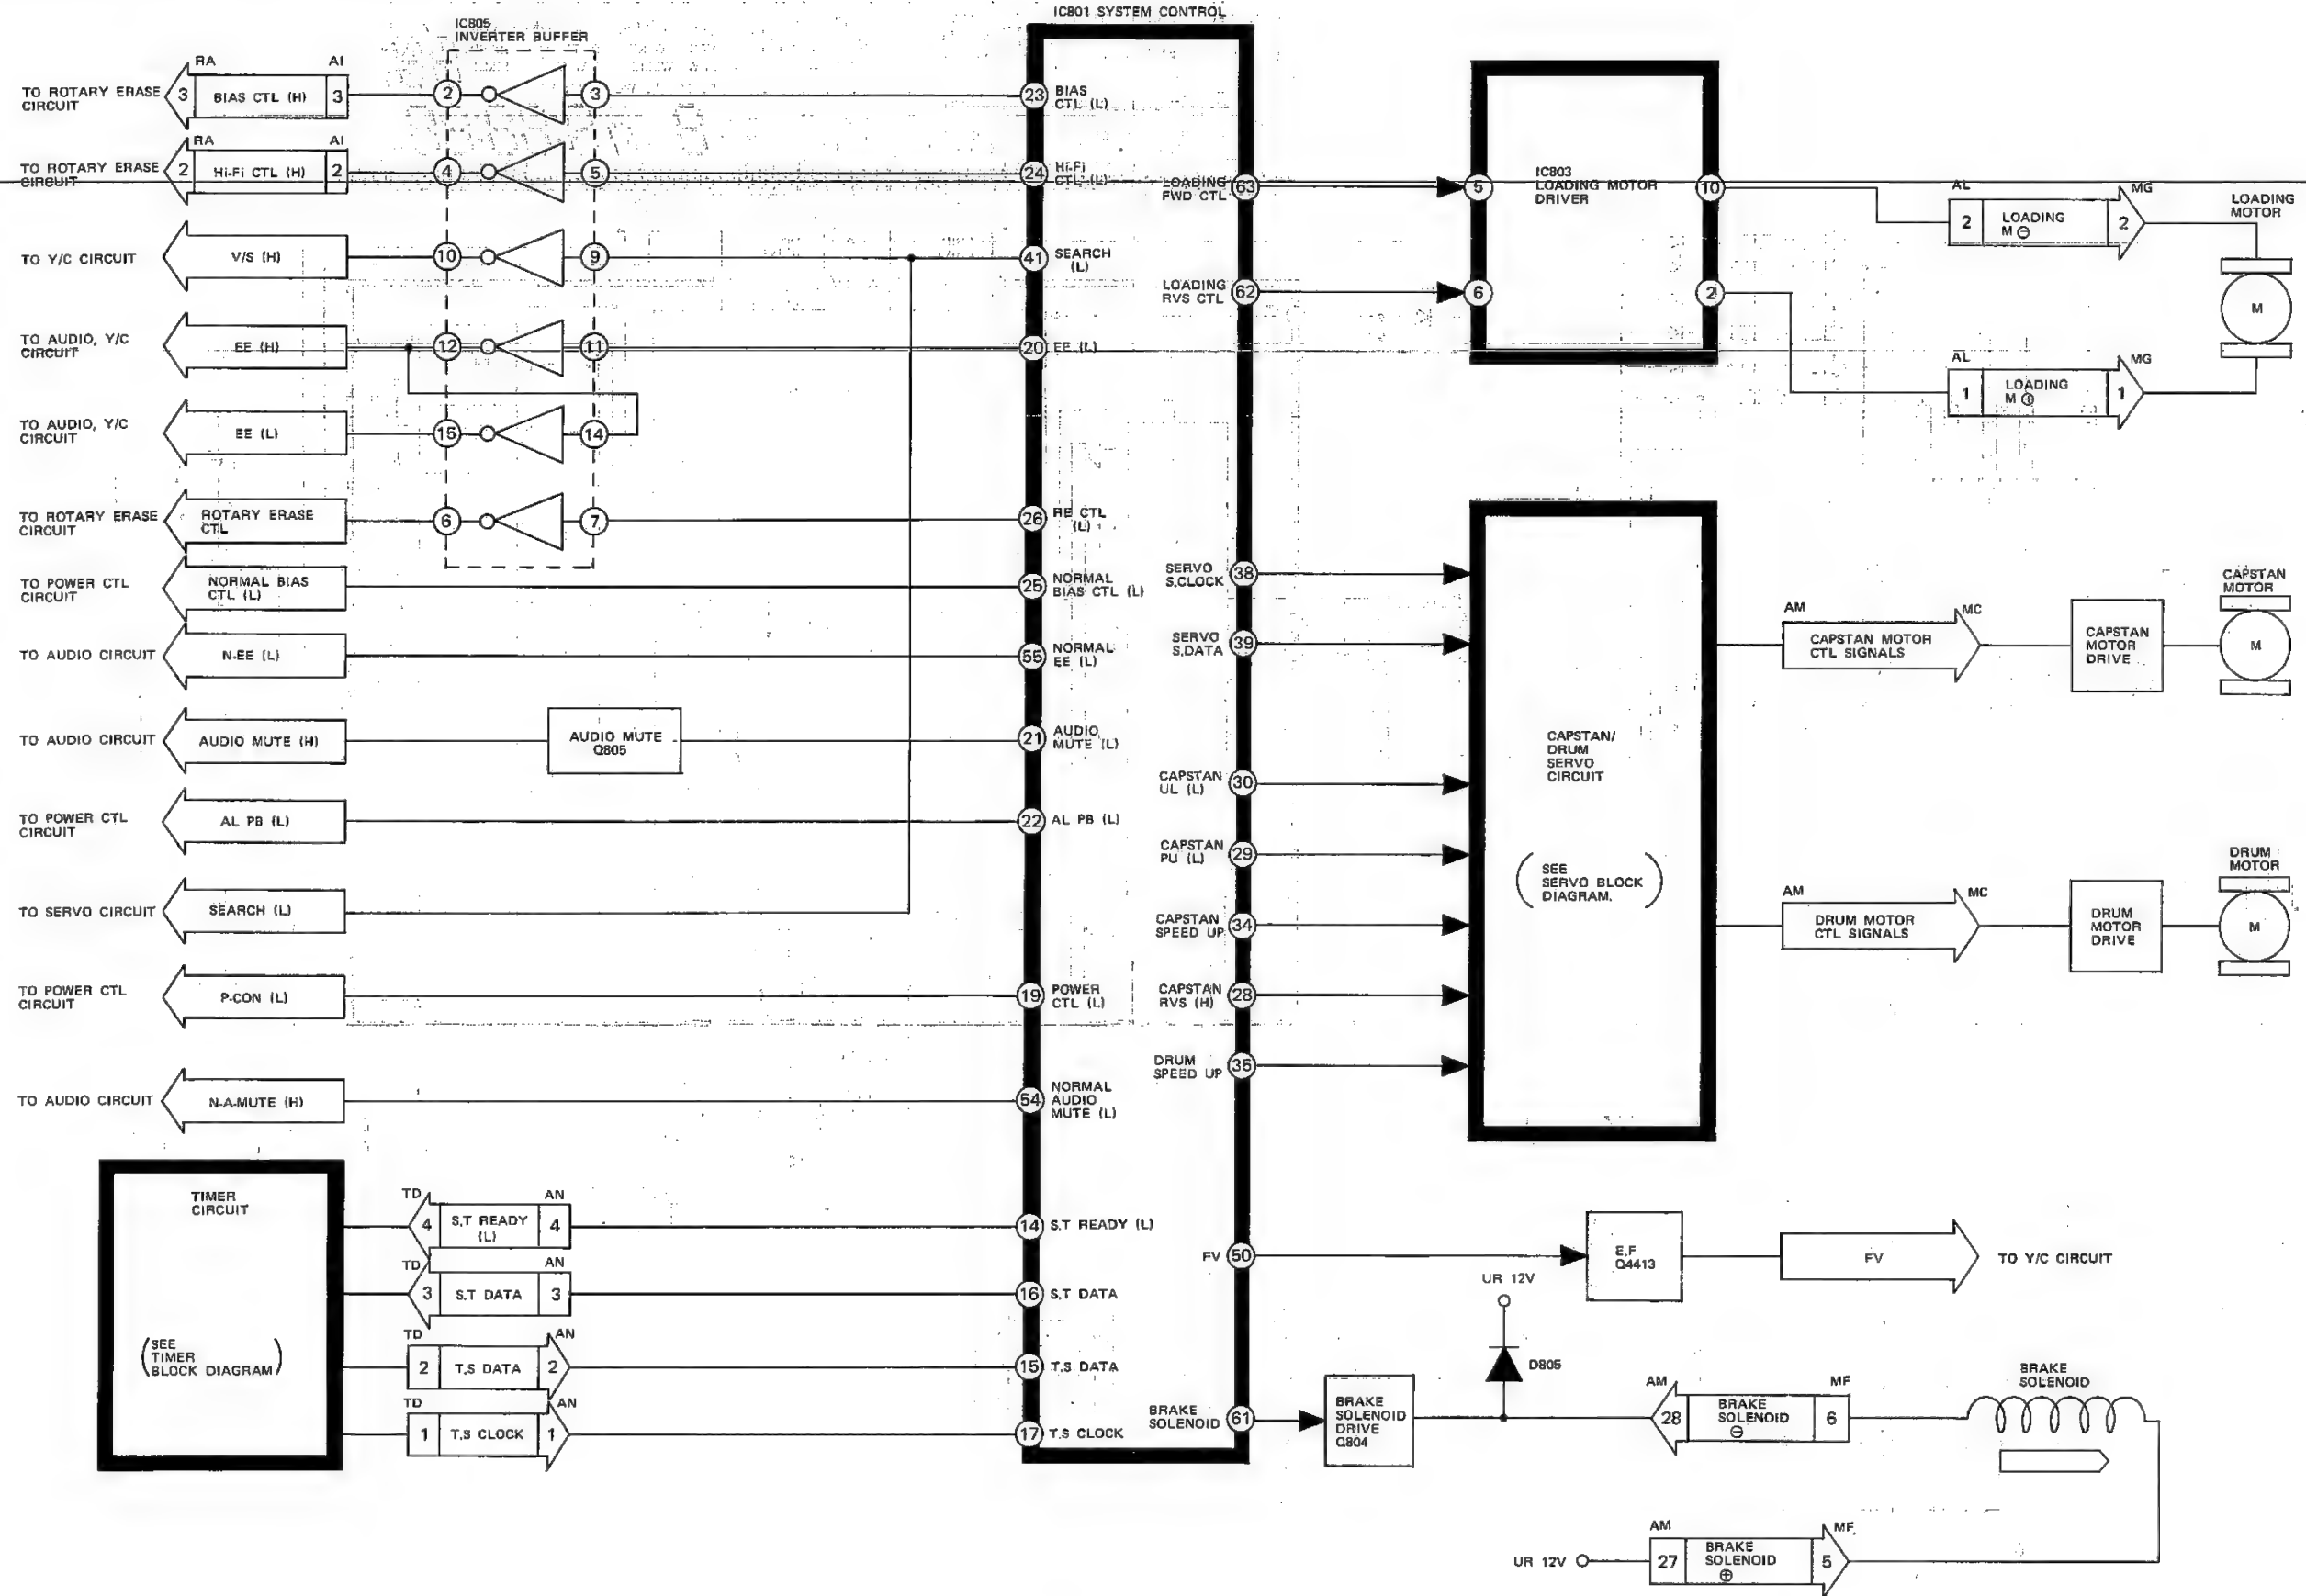 IC801 SYSTEM CONTROL
IC805
INVERTER BUFFER
TO ROTARY ERASE
CIRCUIT
RA
AI
3
BIAS CTL (H)
3
2
3
23
BIAS
CTL (L)
TO ROTARY ERASE
CIRCUIT
RA
AI
2
Hi-Fi CTL (H)
2
4
5
24
Hi-Fi
CTL (L)
TO Y/C CIRCUIT
V/S (H)
10
9
41
SEARCH
(L)
TO AUDIO, Y/C
CIRCUIT
EE (H)
12
11
20
EE (L)
TO AUDIO, Y/C
CIRCUIT
EE (L)
15
14
TO ROTARY ERASE
CIRCUIT
ROTARY ERASE
CTL
6
7
26
RE CTL
(L)
TO POWER CTL
CIRCUIT
NORMAL BIAS
CTL (L)
25
NORMAL
BIAS CTL (L)
TO AUDIO CIRCUIT
N-EE (L)
55
NORMAL
EE (L)
TO AUDIO CIRCUIT
AUDIO MUTE (H)
AUDIO MUTE
Q805
21
AUDIO
MUTE (L)
TO POWER CTL
CIRCUIT
AL PB (L)
22
AL PB (L)
TO SERVO CIRCUIT
SEARCH (L)
TO POWER CTL
CIRCUIT
P-CON (L)
19
POWER
CTL (L)
TO AUDIO CIRCUIT
N-A-MUTE (H)
54
NORMAL
AUDIO
MUTE (L)
TIMER
CIRCUIT
(SEE
TIMER
BLOCK DIAGRAM)
TD
AN
4
S.T READY
(L)
4
14
S.T READY (L)
TD
AN
3
S.T DATA
3
16
S.T DATA
TD
AN
2
T.S DATA
2
15
T.S DATA
TD
AN
1
T.S CLOCK
1
17
T.S CLOCK
LOADING
FWD CTL
63
5
IC803
LOADING MOTOR
DRIVER
10
AL
MG
2
LOADING
M ⊖
2
LOADING
MOTOR
M
LOADING
RVS CTL
62
6
2
AL
MG
1
LOADING
M ⊕
1
SERVO
S.CLOCK
38
SERVO
S.DATA
39
CAPSTAN
UL (L)
30
CAPSTAN
PU (L)
29
CAPSTAN
SPEED UP
34
CAPSTAN
RVS (H)
28
DRUM
SPEED UP
35
CAPSTAN/
DRUM
SERVO
CIRCUIT
(SEE
SERVO BLOCK
DIAGRAM.)
AM
MC
CAPSTAN MOTOR
CTL SIGNALS
CAPSTAN
MOTOR
DRIVE
CAPSTAN
MOTOR
M
AM
MC
DRUM MOTOR
CTL SIGNALS
DRUM
MOTOR
DRIVE
DRUM
MOTOR
M
FV
50
E.F
Q4413
FV
TO Y/C CIRCUIT
UR 12V
D805
BRAKE
SOLENOID
61
BRAKE
SOLENOID
DRIVE
Q804
AM
MF
28
BRAKE
SOLENOID
⊖
6
BRAKE
SOLENOID
UR 12V
AM
MF
27
BRAKE
SOLENOID
⊕
5